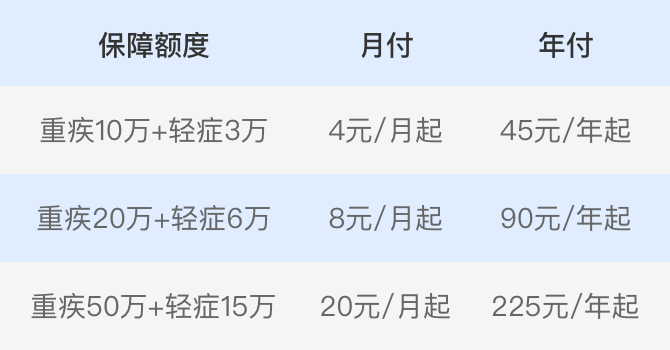 保障额度 月付 年付
重疾10万+轻症3万 4元/月起 45元/年起
重疾20万+轻症6万 8元/月起 90元/年起
重疾50万+轻症15万 20元/月起 225元/年起